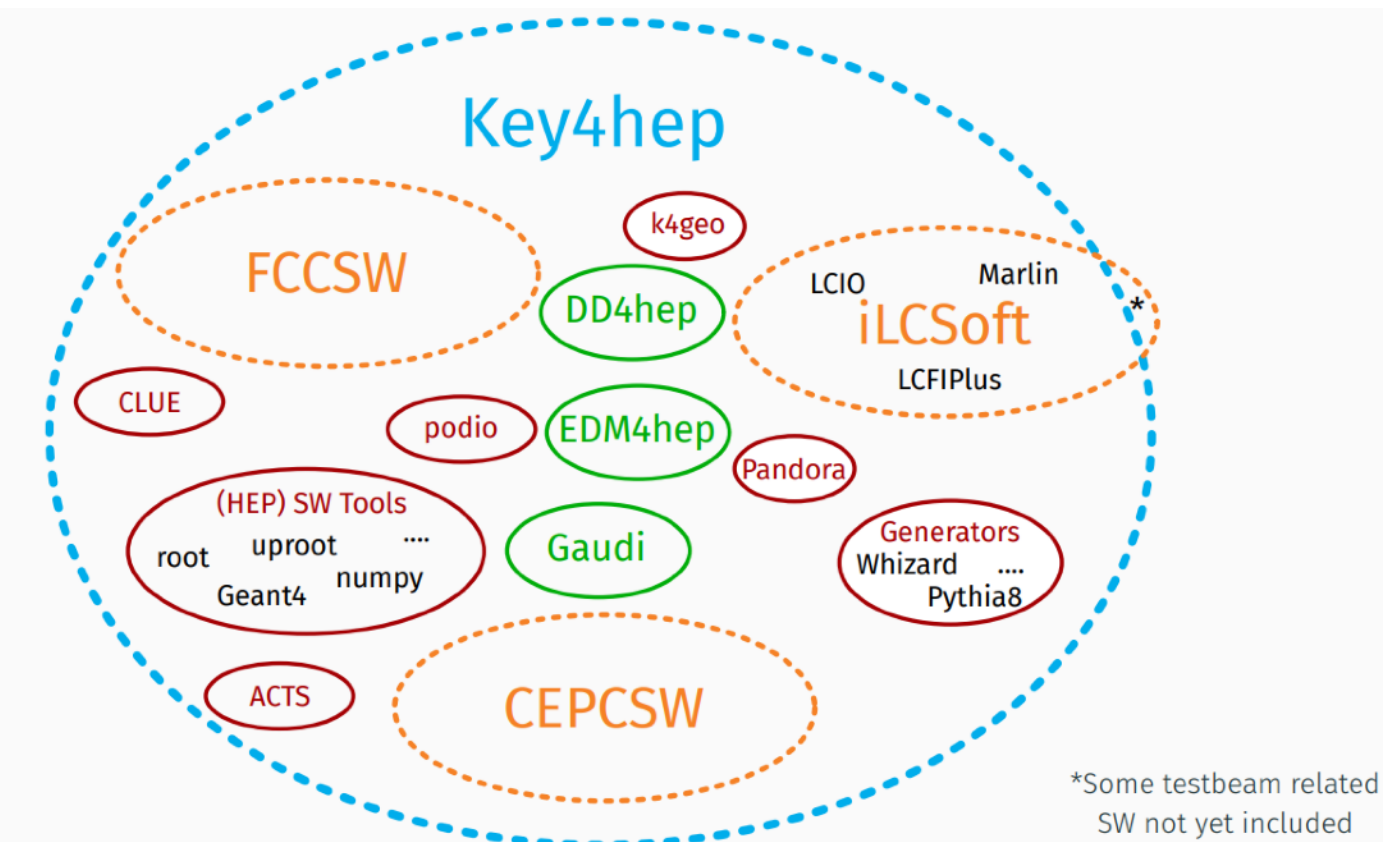 Key4hep
k4geo
FCCSW
DD4hep
LCIO
Marlin
*
iLCSoft
LCFIPlus
CLUE
podio
EDM4hep
Pandora
(HEP) SW Tools
root
uproot
....
Geant4
numpy
Gaudi
Generators
Whizard
....
Pythia8
ACTS
CEPCSW
*Some testbeam related
SW not yet included